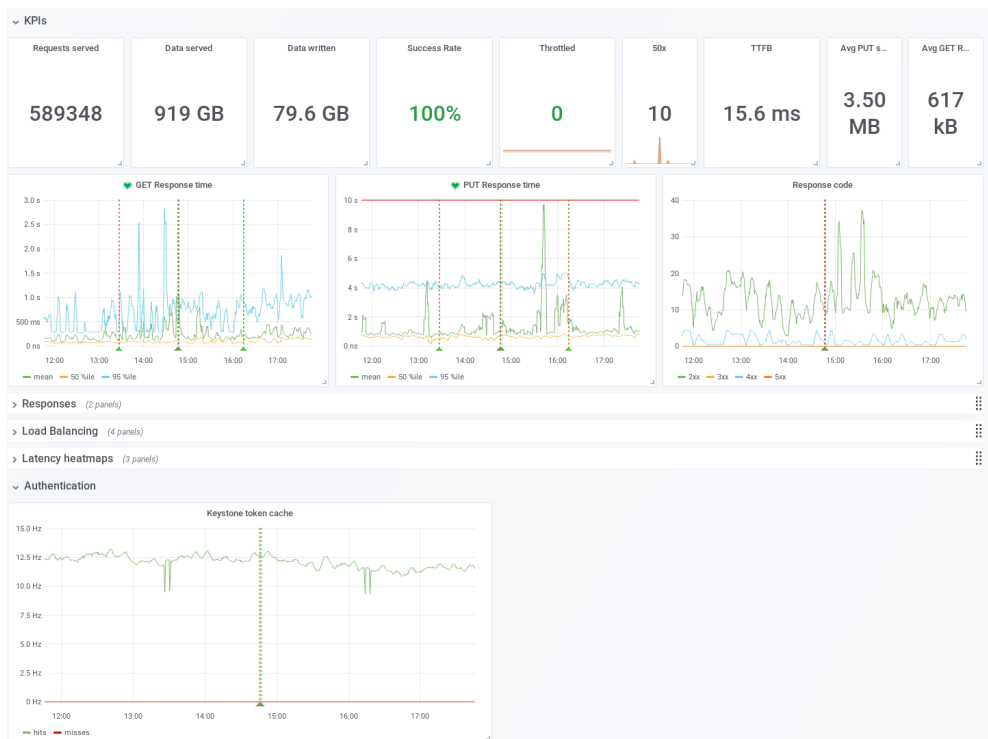 KPIs
Requests served
589348
Data served
919 GB
Data written
79.6 GB
Success Rate
100%
Throttled
0
50x
10
TTFB
15.6 ms
Avg PUT s...
3.50
MB
Avg GET R...
617
kB
GET Response time
3.0 s
2.5 s
2.0 s
1.5 s
1.0 s
500 ms
0 ns
12:00 13:00 14:00 15:00 16:00 17:00
mean 50 %ile 95 %ile
PUT Response time
10 s
8 s
6 s
4 s
2 s
0 ns
12:00 13:00 14:00 15:00 16:00 17:00
mean 50 %ile 95 %ile
Response code
40
30
20
10
0
12:00 13:00 14:00 15:00 16:00 17:00
2xx 3xx 4xx 5xx
Responses (2 panels)
Load Balancing (4 panels)
Latency heatmaps (3 panels)
Authentication
Keystone token cache
15.0 Hz
12.5 Hz
10.0 Hz
7.5 Hz
5.0 Hz
2.5 Hz
0 Hz
12:00 13:00 14:00 15:00 16:00 17:00
hits misses